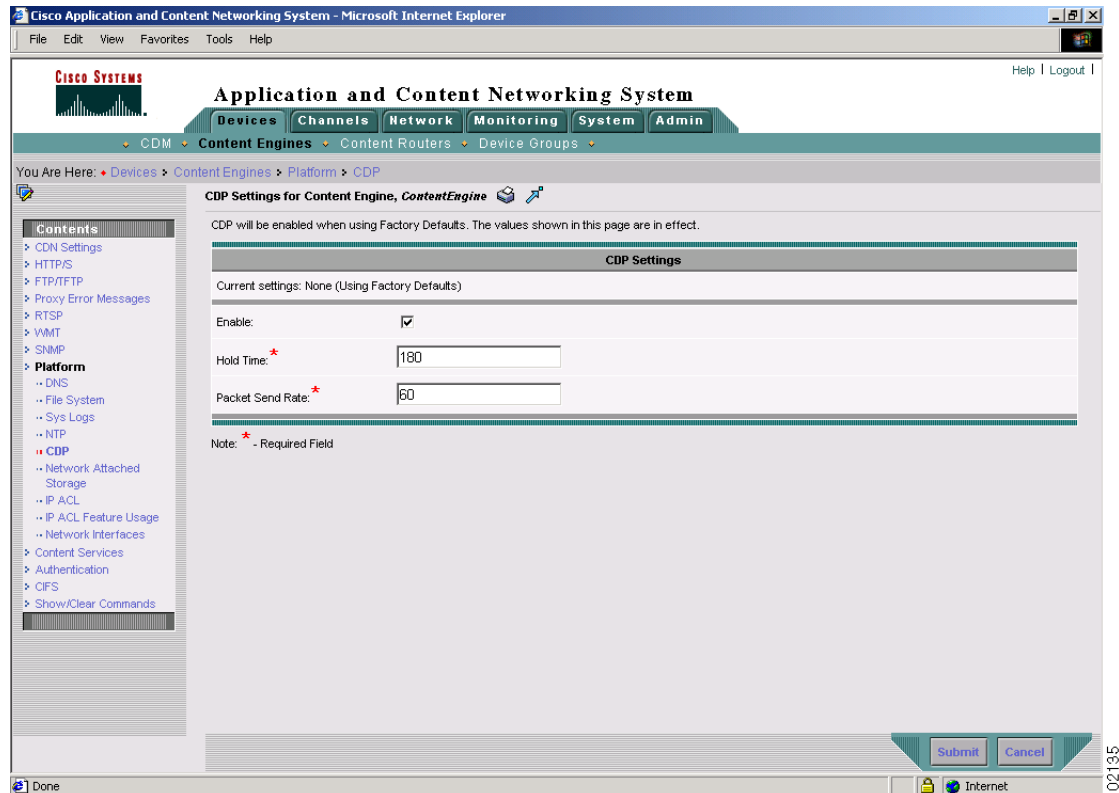 Cisco Application and Content Networking System - Microsoft Internet Explorer
File Edit View Favorites Tools Help
CISCO SYSTEMS
Help | Logout |
Application and Content Networking System
Devices Channels Network Monitoring System Admin
CDM Content Engines Content Routers Device Groups
You Are Here: Devices Content Engines Platform CDP
CDP Settings for Content Engine, ContentEngine
Contents
CDN Settings
HTTP/S
FTP/TFTP
Proxy Error Messages
RTSP
WMT
SNMP
Platform
DNS
File System
Sys Logs
NTP
CDP
Network Attached
Storage
IP ACL
IP ACL Feature Usage
Network Interfaces
Content Services
Authentication
CIFS
Show/Clear Commands
CDP will be enabled when using Factory Defaults. The values shown in this page are in effect.
CDP Settings
Current settings: None (Using Factory Defaults)
Enable:
Hold Time:* 180
Packet Send Rate:* 60
Note: * - Required Field
Submit Cancel
Done
Internet
02135